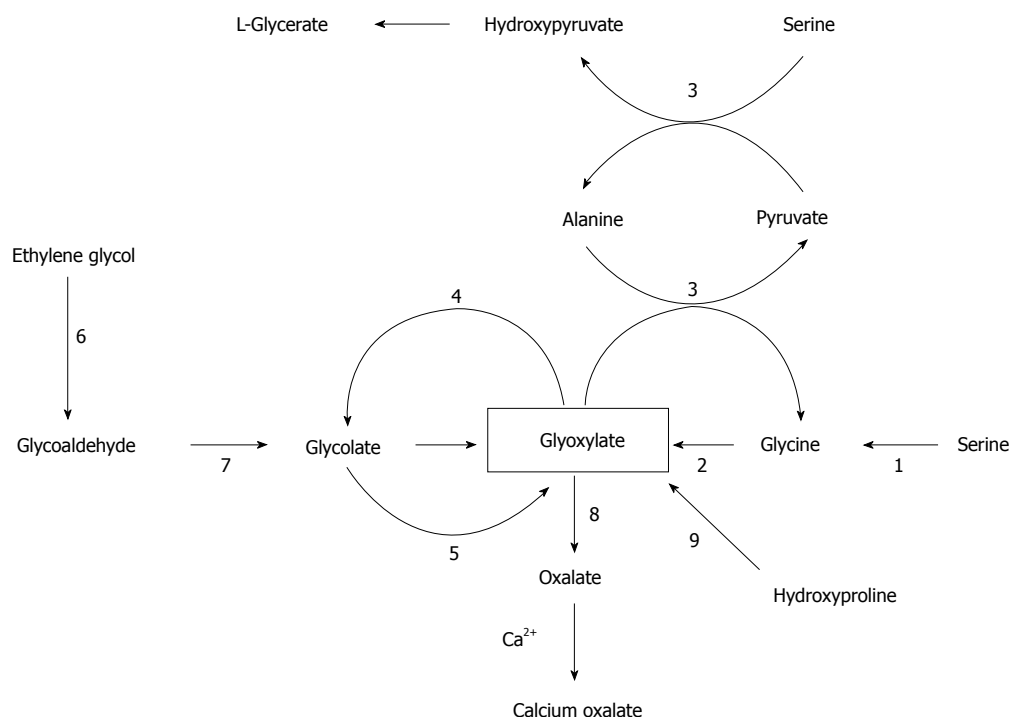 L-Glycerate Hydroxypyruvate Serine
3
Alanine Pyruvate
Ethylene glycol
4 3
6
Glycoaldehyde Glycolate Glyoxylate Glycine Serine
7 2 1
8
5 9
Oxalate
Hydroxyproline
Ca²⁺
Calcium oxalate